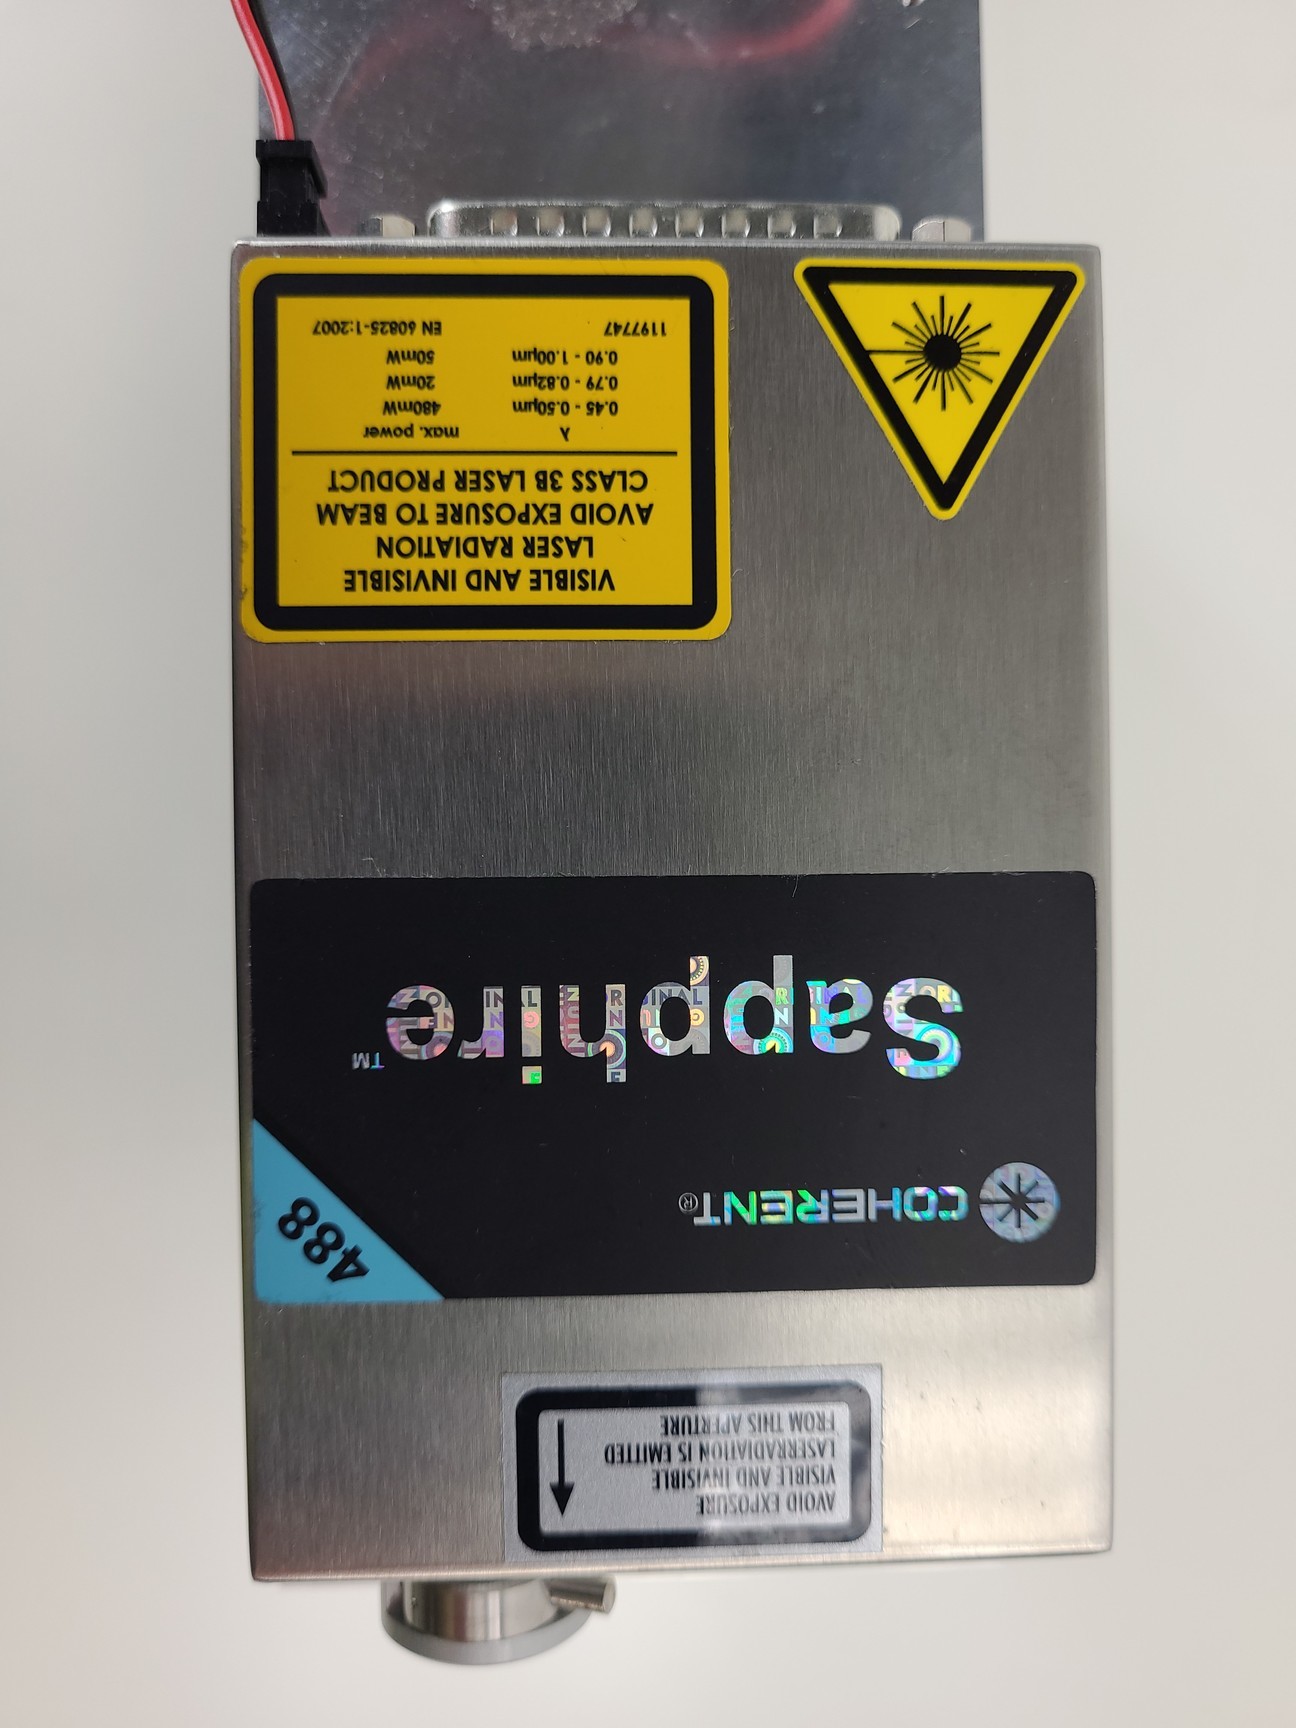 AVOID EXPOSURE
VISIBLE AND INVISIBLE
LASERRADIATION IS EMITTED
FROM THIS APERTURE
488
COHERENT®
Sapphire™
VISIBLE AND INVISIBLE
LASER RADIATION
AVOID EXPOSURE TO BEAM
CLASS 3B LASER PRODUCT
λ max. power
0.45 - 0.50µm 480mW
0.79 - 0.82µm 20mW
0.90 - 1.00µm 50mW
1197747 EN 60825-1:2007